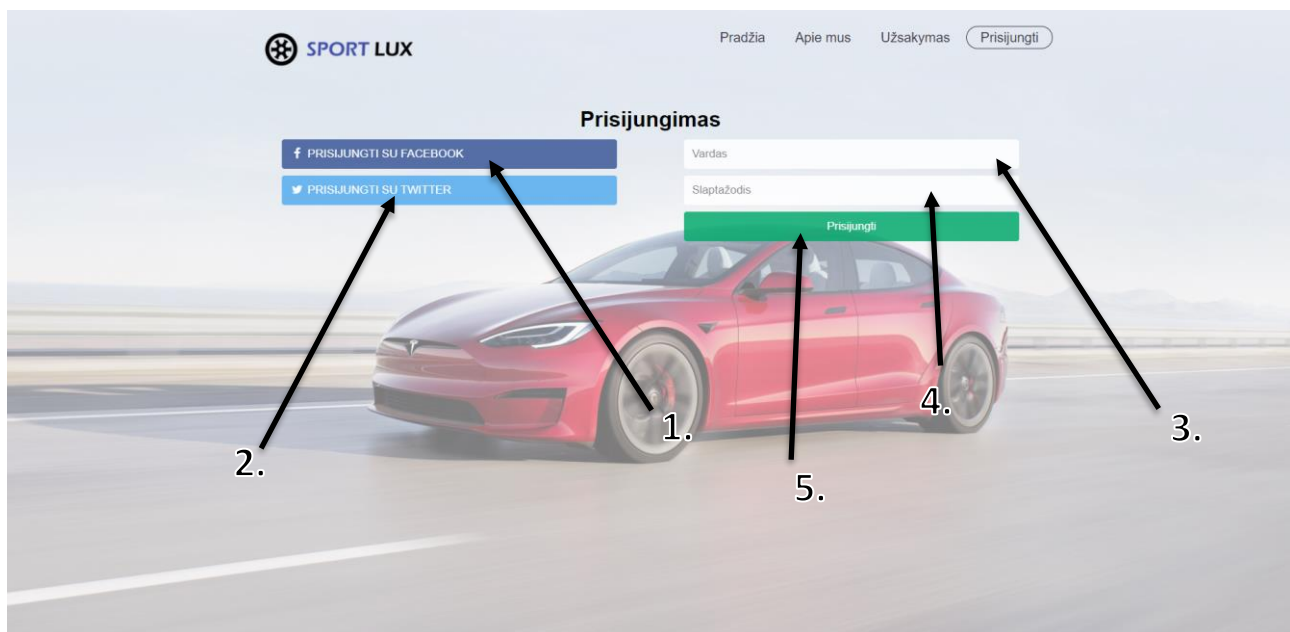 SPORT LUX
Pradžia Apie mus Užsakymas Prisijungti
Prisijungimas
PRISIJUNGTI SU FACEBOOK
PRISIJUNGTI SU TWITTER
Vardas
Slaptažodis
Prisijungti
1.
2.
3.
4.
5.